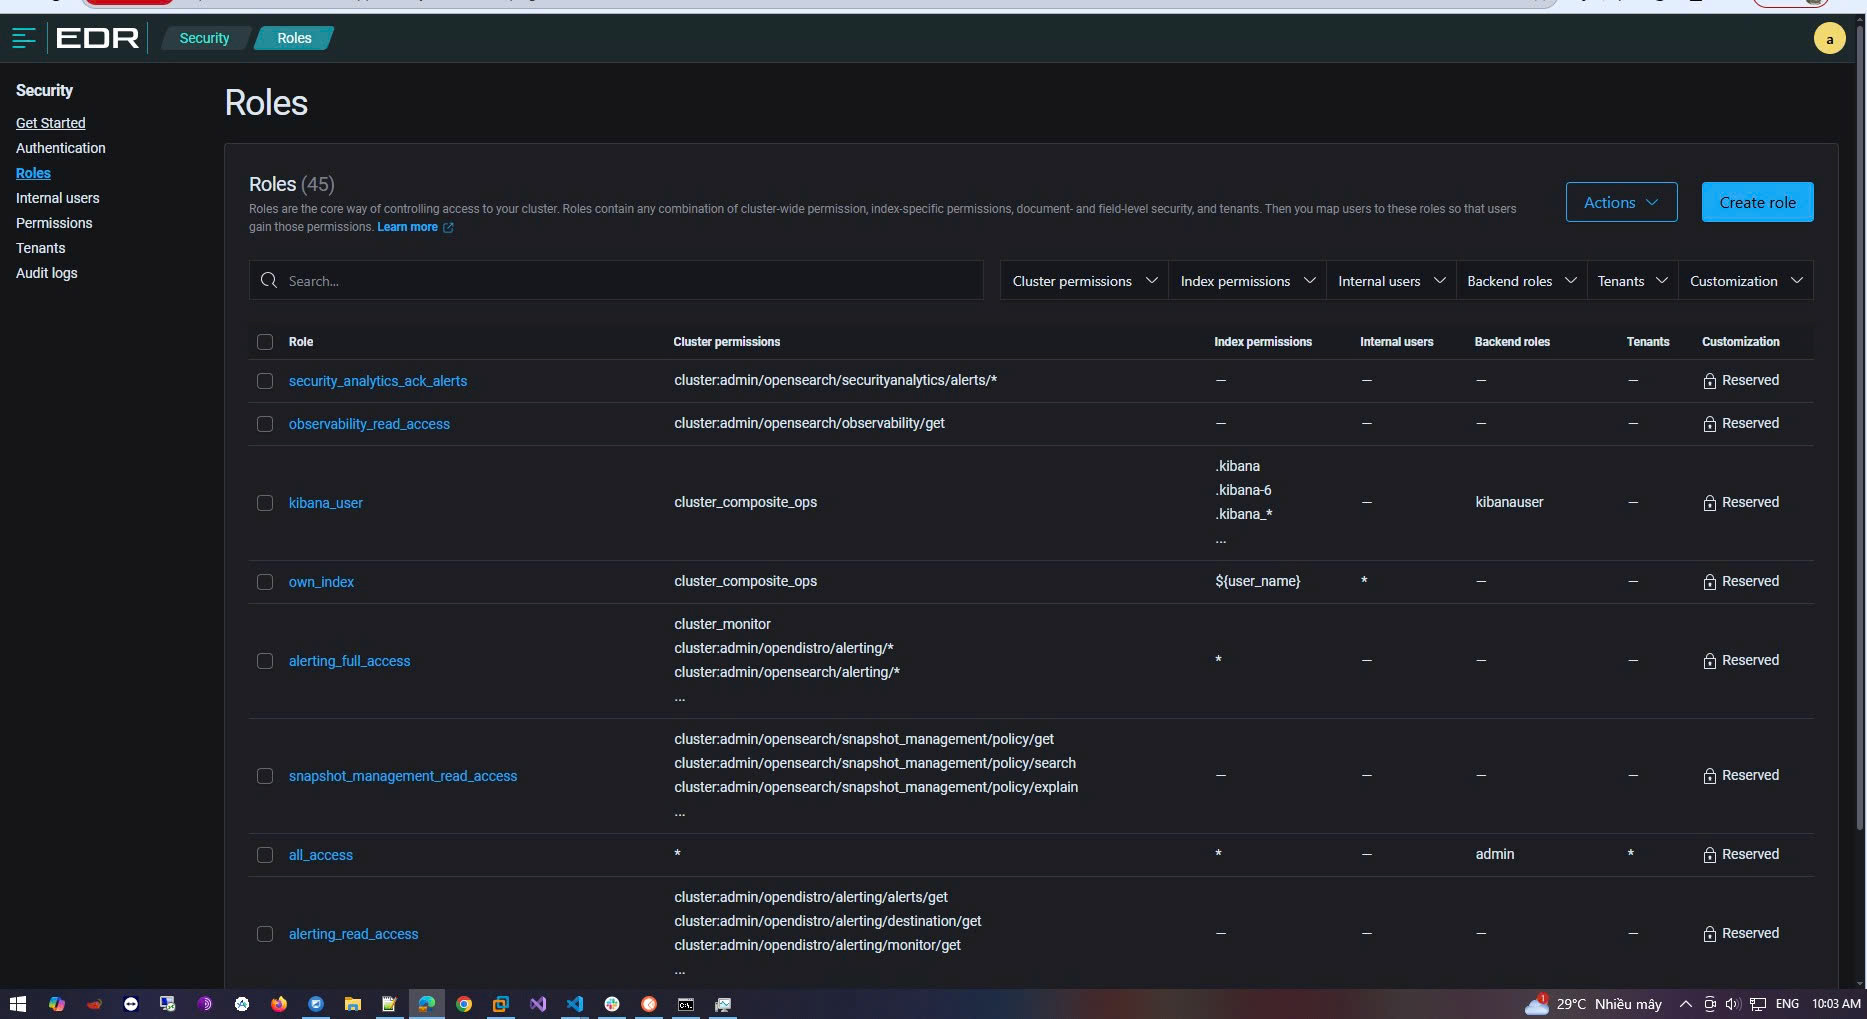 EDR
Security
Roles
a
Security
Get Started
Authentication
Roles
Internal users
Permissions
Tenants
Audit logs
Roles
Roles (45)
Roles are the core way of controlling access to your cluster. Roles contain any combination of cluster-wide permission, index-specific permissions, document- and field-level security, and tenants. Then you map users to these roles so that users
gain those permissions. Learn more
Actions
Create role
Search...
Cluster permissions
Index permissions
Internal users
Backend roles
Tenants
Customization
Role Cluster permissions Index permissions Internal users Backend roles Tenants Customization
security_analytics_ack_alerts cluster:admin/opensearch/securityanalytics/alerts/* — — — — Reserved
observability_read_access cluster:admin/opensearch/observability/get — — — — Reserved
.kibana
.kibana-6
kibana_user cluster_composite_ops — kibanauser — Reserved
.kibana_*
...
own_index cluster_composite_ops ${user_name} * — — Reserved
cluster_monitor
cluster:admin/opendistro/alerting/*
alerting_full_access * — — — Reserved
cluster:admin/opensearch/alerting/*
...
cluster:admin/opensearch/snapshot_management/policy/get
cluster:admin/opensearch/snapshot_management/policy/search
snapshot_management_read_access — — — — Reserved
cluster:admin/opensearch/snapshot_management/policy/explain
...
all_access * * — admin * Reserved
cluster:admin/opendistro/alerting/alerts/get
cluster:admin/opendistro/alerting/destination/get
alerting_read_access — — — — Reserved
cluster:admin/opendistro/alerting/monitor/get
...
1
29°C Nhiều mây
ENG
10:03 AM